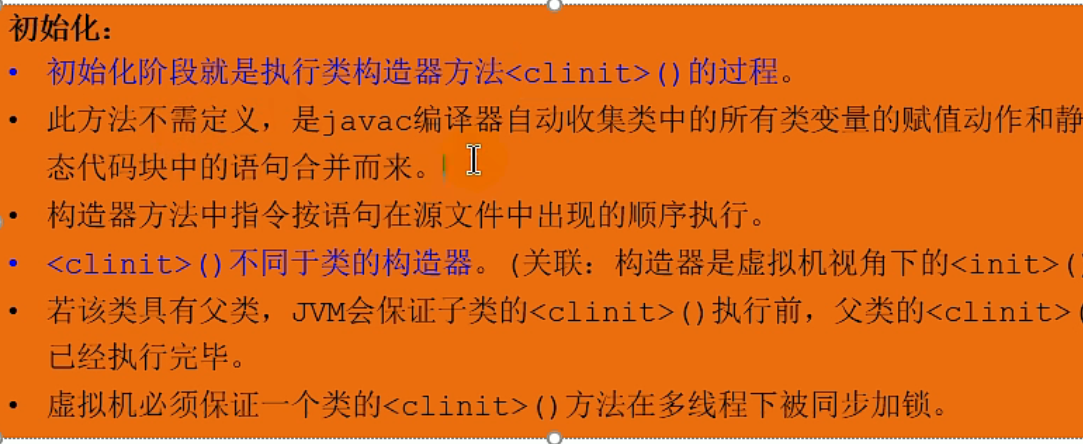 初始化：
• 初始化阶段就是执行类构造器方法<clinit>()的过程。
• 此方法不需定义，是javac编译器自动收集类中的所有类变量的赋值动作和静
态代码块中的语句合并而来。
• 构造器方法中指令按语句在源文件中出现的顺序执行。
• <clinit>()不同于类的构造器。(关联：构造器是虚拟机视角下的<init>(
• 若该类具有父类，JVM会保证子类的<clinit>()执行前，父类的<clinit>(
已经执行完毕。
• 虚拟机必须保证一个类的<clinit>()方法在多线程下被同步加锁。